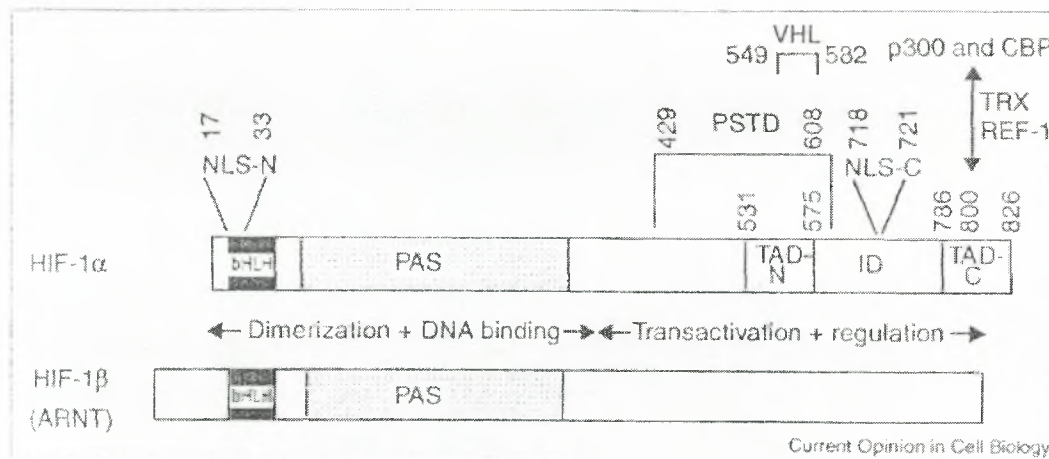 VHL
549 582 p300 and CBP
TRX
REF-1
17 33 429 PSTD 608 718 721
NLS-N NLS-C
531 575 786 800 826
HIF-1α bHLH PAS TAD-N ID TAD-C
Dimerization + DNA binding Transactivation + regulation
HIF-1β bHLH PAS
(ARNT)
Current Opinion in Cell Biology